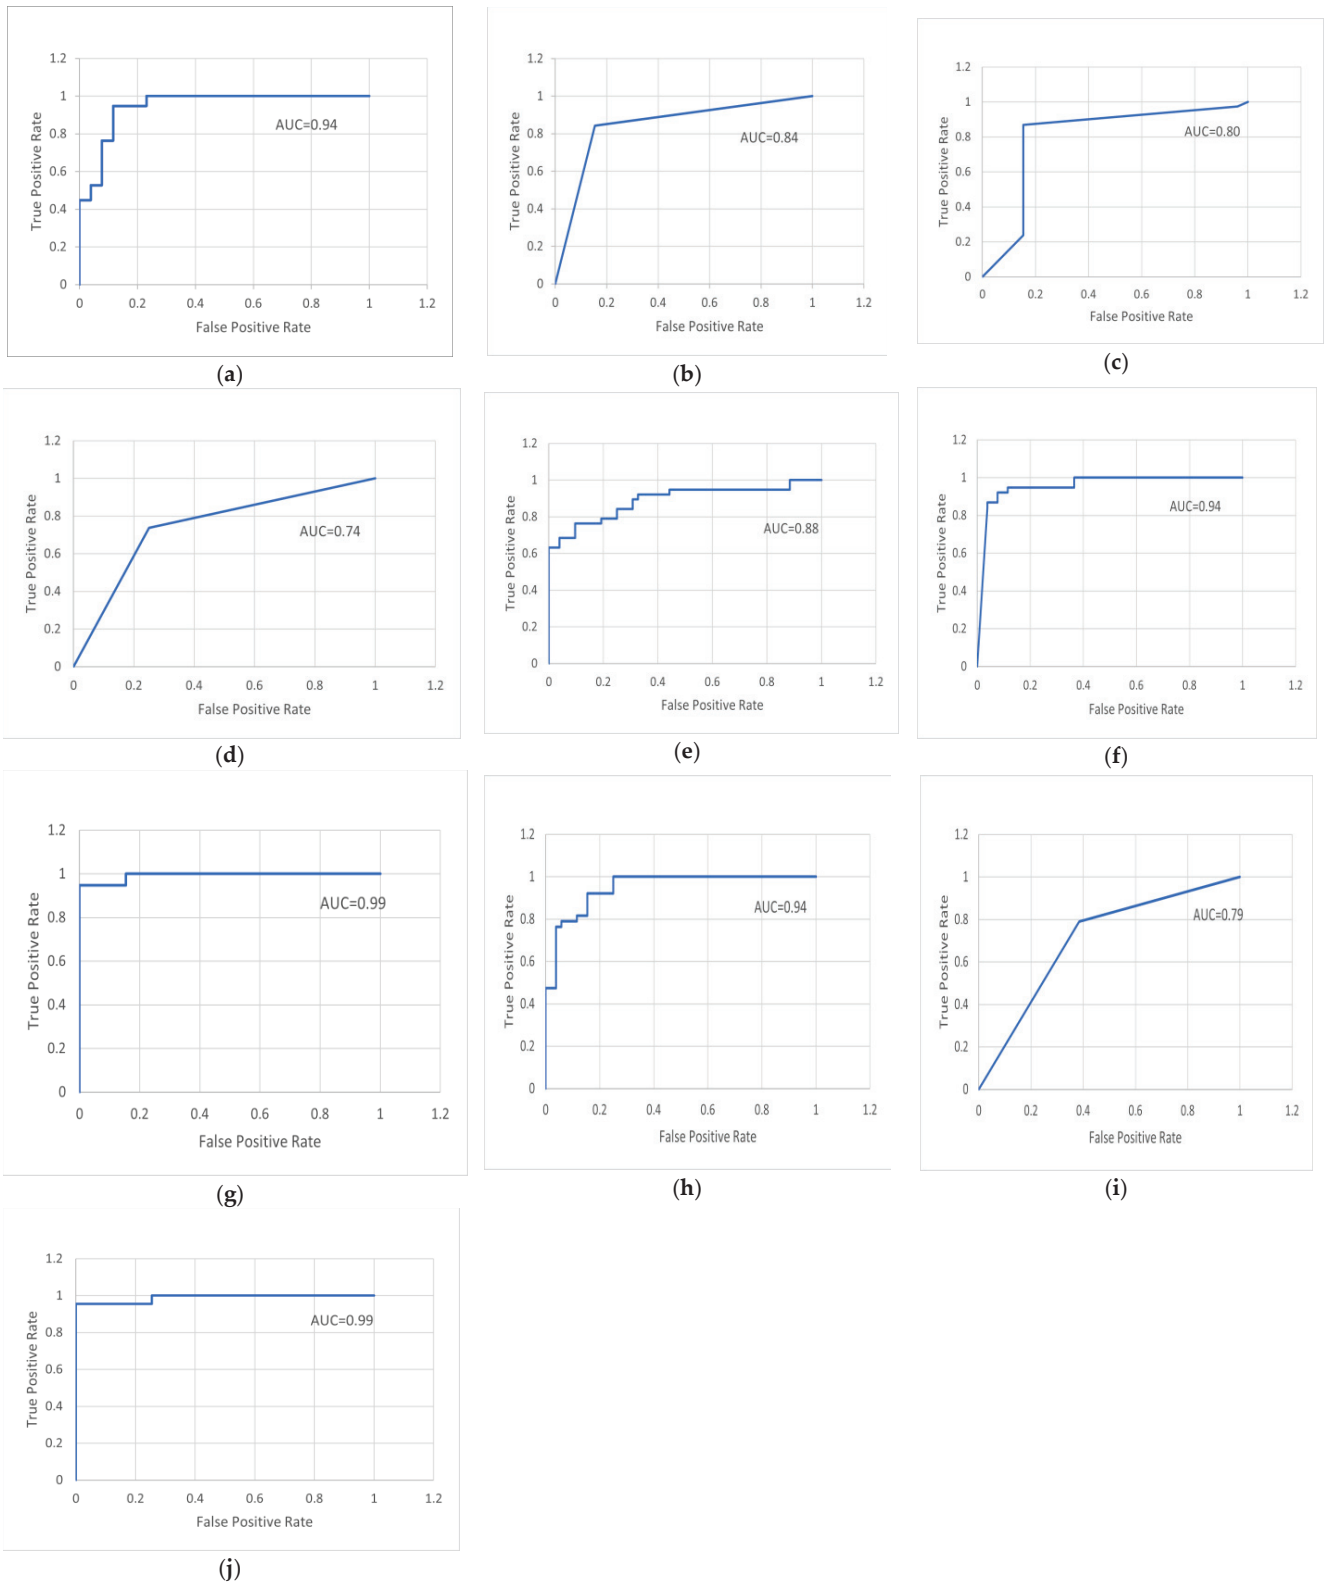 1.2
1
0.8
0.6
0.4
0.2
0
True Positive Rate
AUC=0.94
0 0.2 0.4 0.6 0.8 1 1.2
False Positive Rate
(a)
1.2
1
0.8
0.6
0.4
0.2
0
True Positive Rate
AUC=0.84
0 0.2 0.4 0.6 0.8 1 1.2
False Positive Rate
(b)
1.2
1
0.8
0.6
0.4
0.2
0
True Positive Rate
AUC=0.80
0 0.2 0.4 0.6 0.8 1 1.2
False Positive Rate
(c)
1.2
1
0.8
0.6
0.4
0.2
0
True Positive Rate
AUC=0.74
0 0.2 0.4 0.6 0.8 1 1.2
False Positive Rate
(d)
1.2
1
0.8
0.6
0.4
0.2
0
True Positive Rate
AUC=0.88
0 0.2 0.4 0.6 0.8 1 1.2
False Positive Rate
(e)
1.2
1
0.8
0.6
0.4
0.2
0
True Positive Rate
AUC=0.94
0 0.2 0.4 0.6 0.8 1 1.2
False Positive Rate
(f)
1.2
1
0.8
0.6
0.4
0.2
0
True Positive Rate
AUC=0.99
0 0.2 0.4 0.6 0.8 1 1.2
False Positive Rate
(g)
1.2
1
0.8
0.6
0.4
0.2
0
True Positive Rate
AUC=0.94
0 0.2 0.4 0.6 0.8 1 1.2
False Positive Rate
(h)
1.2
1
0.8
0.6
0.4
0.2
0
True Positive Rate
AUC=0.79
0 0.2 0.4 0.6 0.8 1 1.2
False Positive Rate
(i)
1.2
1
0.8
0.6
0.4
0.2
0
True Positive Rate
AUC=0.99
0 0.2 0.4 0.6 0.8 1 1.2
False Positive Rate
(j)